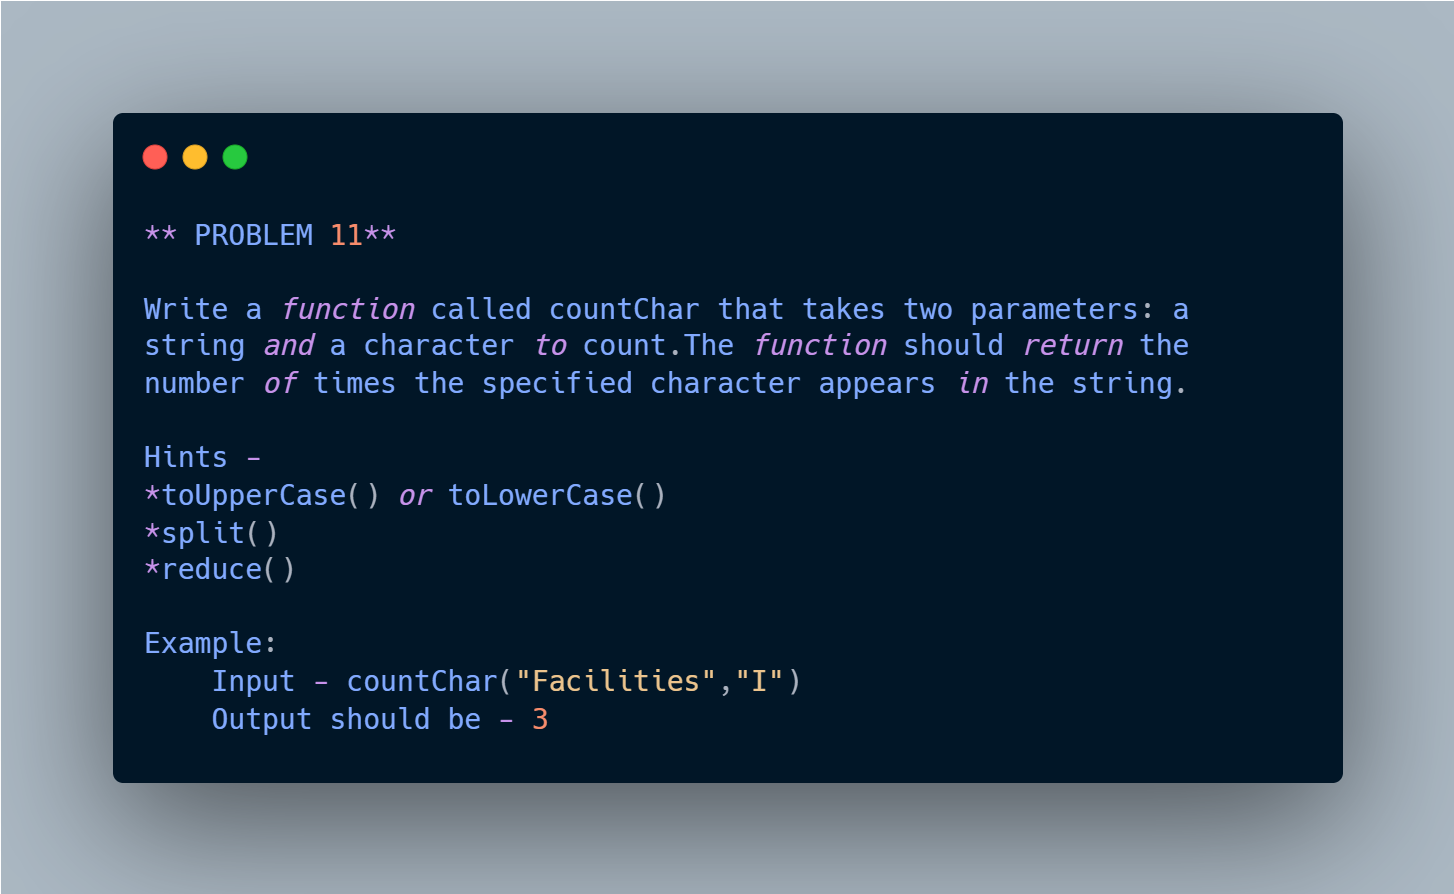 ** PROBLEM 11**
Write a function called countChar that takes two parameters: a
string and a character to count.The function should return the
number of times the specified character appears in the string.
Hints -
*toUpperCase() or toLowerCase()
*split()
*reduce()
Example:
Input - countChar("Facilities","I")
Output should be - 3